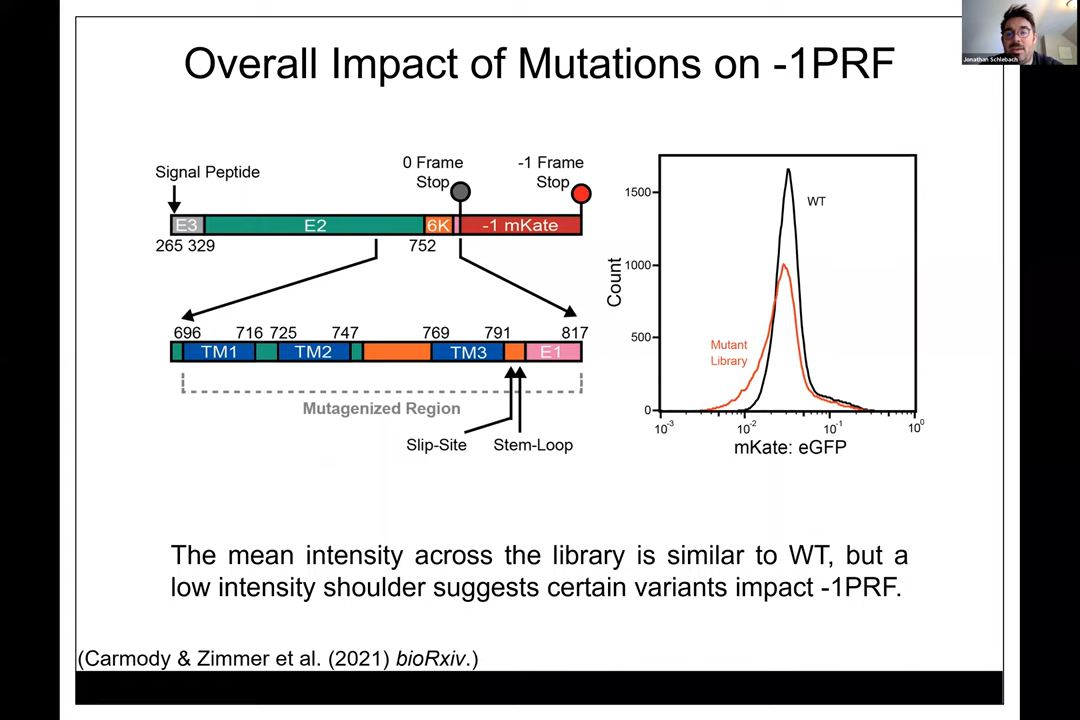 Overall Impact of Mutations on -1PRF
Jonathan Schlebach
Signal Peptide
0 Frame
Stop
-1 Frame
Stop
E3
E2
6K
-1 mKate
265 329
752
696
716 725
747
769
791
817
TM1
TM2
TM3
E1
Mutagenized Region
Slip-Site
Stem-Loop
Count
1500
1000
500
0
WT
Mutant
Library
10-3
10-2
10-1
100
mKate: eGFP
The mean intensity across the library is similar to WT, but a
low intensity shoulder suggests certain variants impact -1PRF.
(Carmody & Zimmer et al. (2021) bioRxiv.)